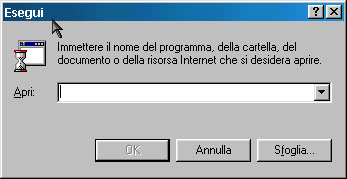 Esegui
Immettere il nome del programma, della cartella, del
documento o della risorsa Internet che si desidera aprire.
Apri:
OK Annulla Sfoglia...